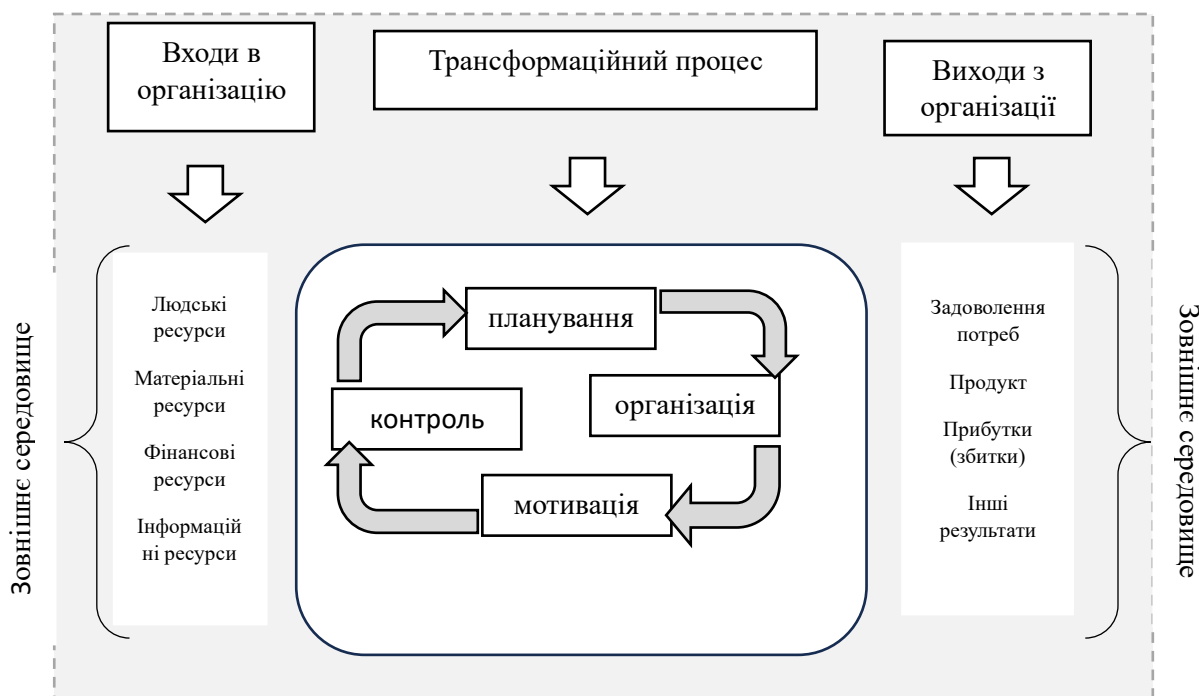 Входи в
організацію
Трансформаційний процес
Виходи з
організації
Зовнішнє середовище
Людські
ресурси
Матеріальні
ресурси
Фінансові
ресурси
Інформацій
ні ресурси
планування
організація
мотивація
контроль
Задоволення
потреб
Продукт
Прибутки
(збитки)
Інші
результати
Зовнішнє середовище